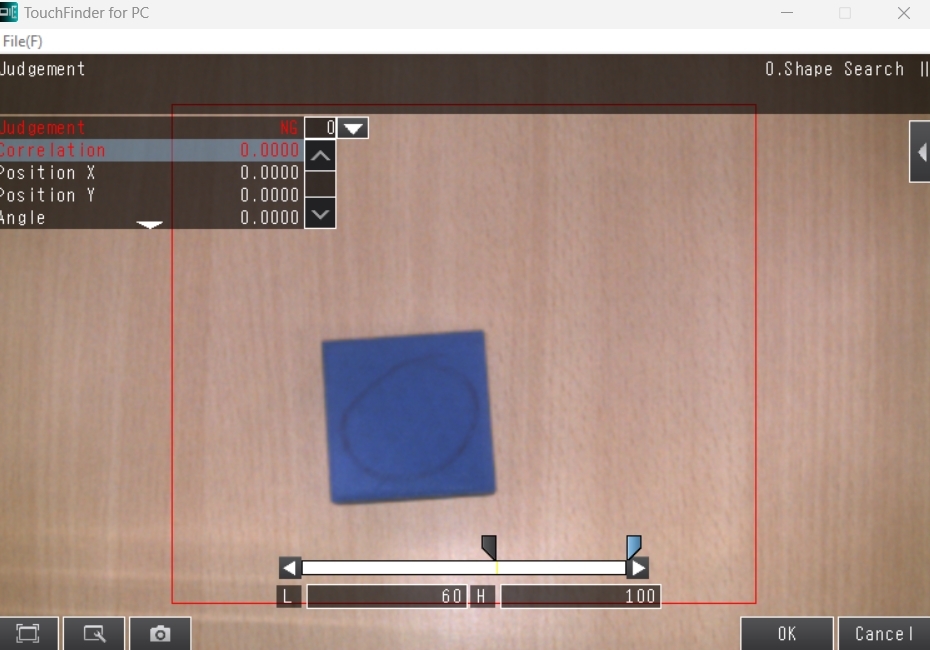 TouchFinder for PC
File(F)
Judgement
0.Shape Search
Judgement NG 0
Correlation 0.0000
Position X 0.0000
Position Y 0.0000
Angle 0.0000
L 60 H 100
OK Cancel